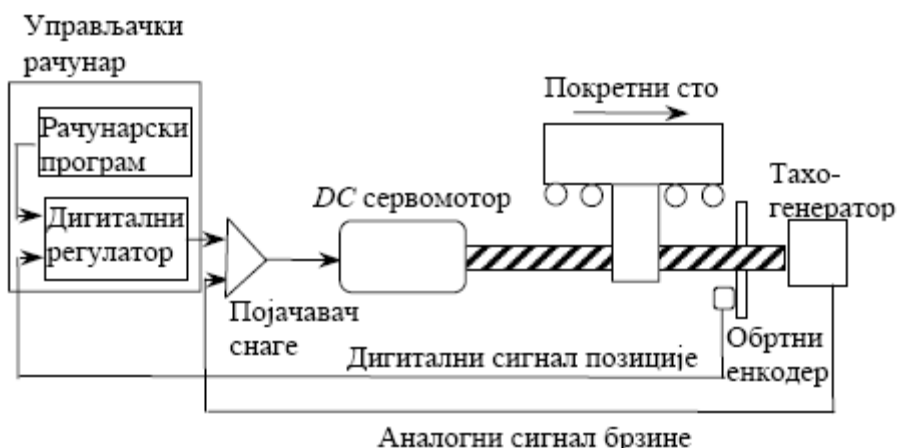 Управљачки
рачунар
Покретни сто
Рачунарски
програм
Тахо-
генератор
DC сервомотор
Дигитални
регулатор
Појачавач
снаге
Обртни
енкодер
Дигитални сигнал позиције
Аналогни сигнал брзине